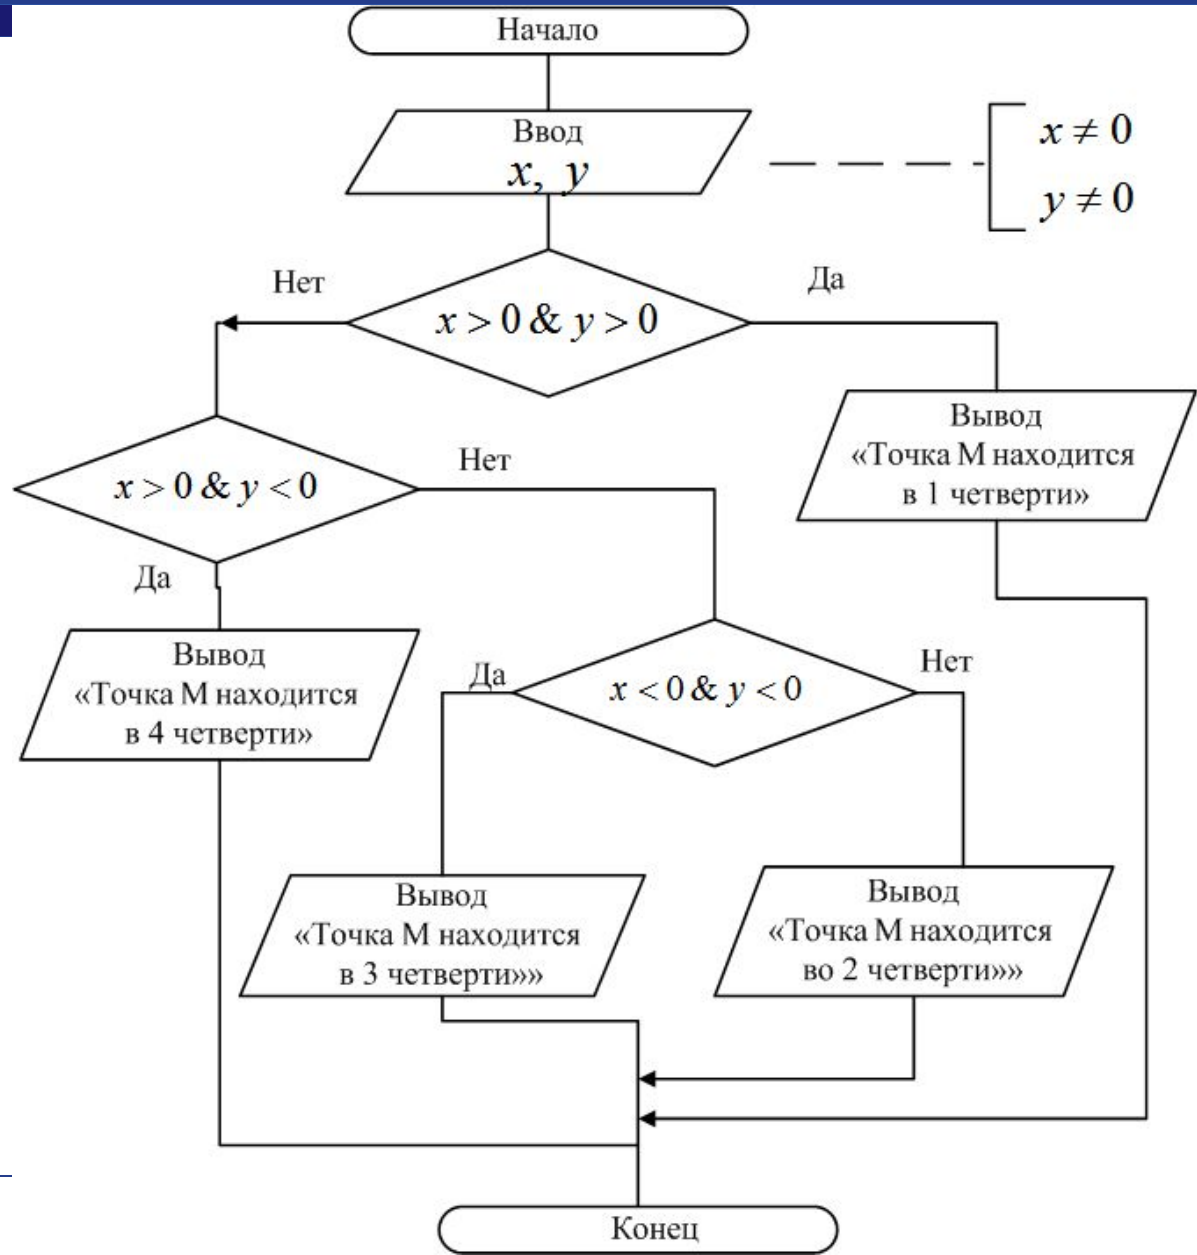 Начало
Ввод
x, y
x ≠ 0
y ≠ 0
Нет
Да
x > 0 & y > 0
Вывод
«Точка М находится
в 1 четверти»
Нет
x > 0 & y < 0
Да
Вывод
«Точка М находится
в 4 четверти»
Да
x < 0 & y < 0
Нет
Вывод
«Точка М находится
в 3 четверти»»
Вывод
«Точка М находится
во 2 четверти»»
Конец